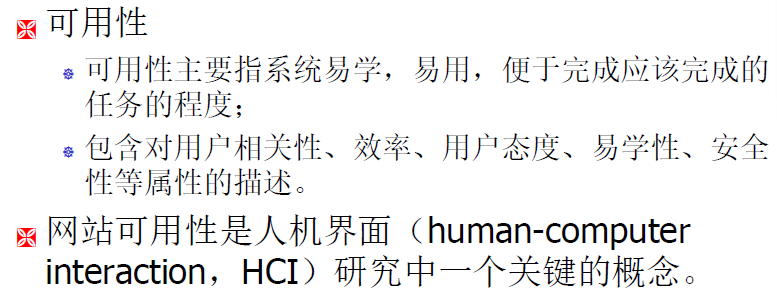 可用性
可用性主要指系统易学，易用，便于完成应该完成的
任务的程度；
包含对用户相关性、效率、用户态度、易学性、安全
性等属性的描述。
网站可用性是人机界面（human-computer
interaction，HCI）研究中一个关键的概念。